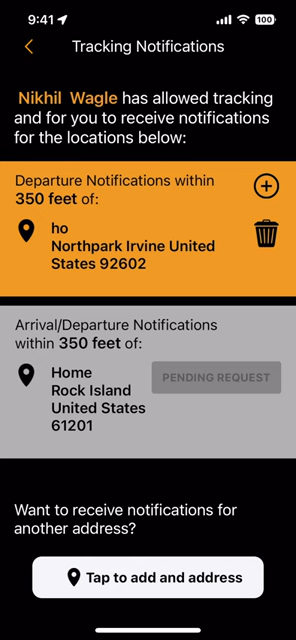 9:41
100
Tracking Notifications
Nikhil Wagle has allowed tracking
and for you to receive notifications
for the locations below:
Departure Notifications within
350 feet of:
ho
Northpark Irvine United
States 92602
Arrival/Departure Notifications
within 350 feet of:
Home
Rock Island
United States
61201
PENDING REQUEST
Want to receive notifications for
another address?
Tap to add and address